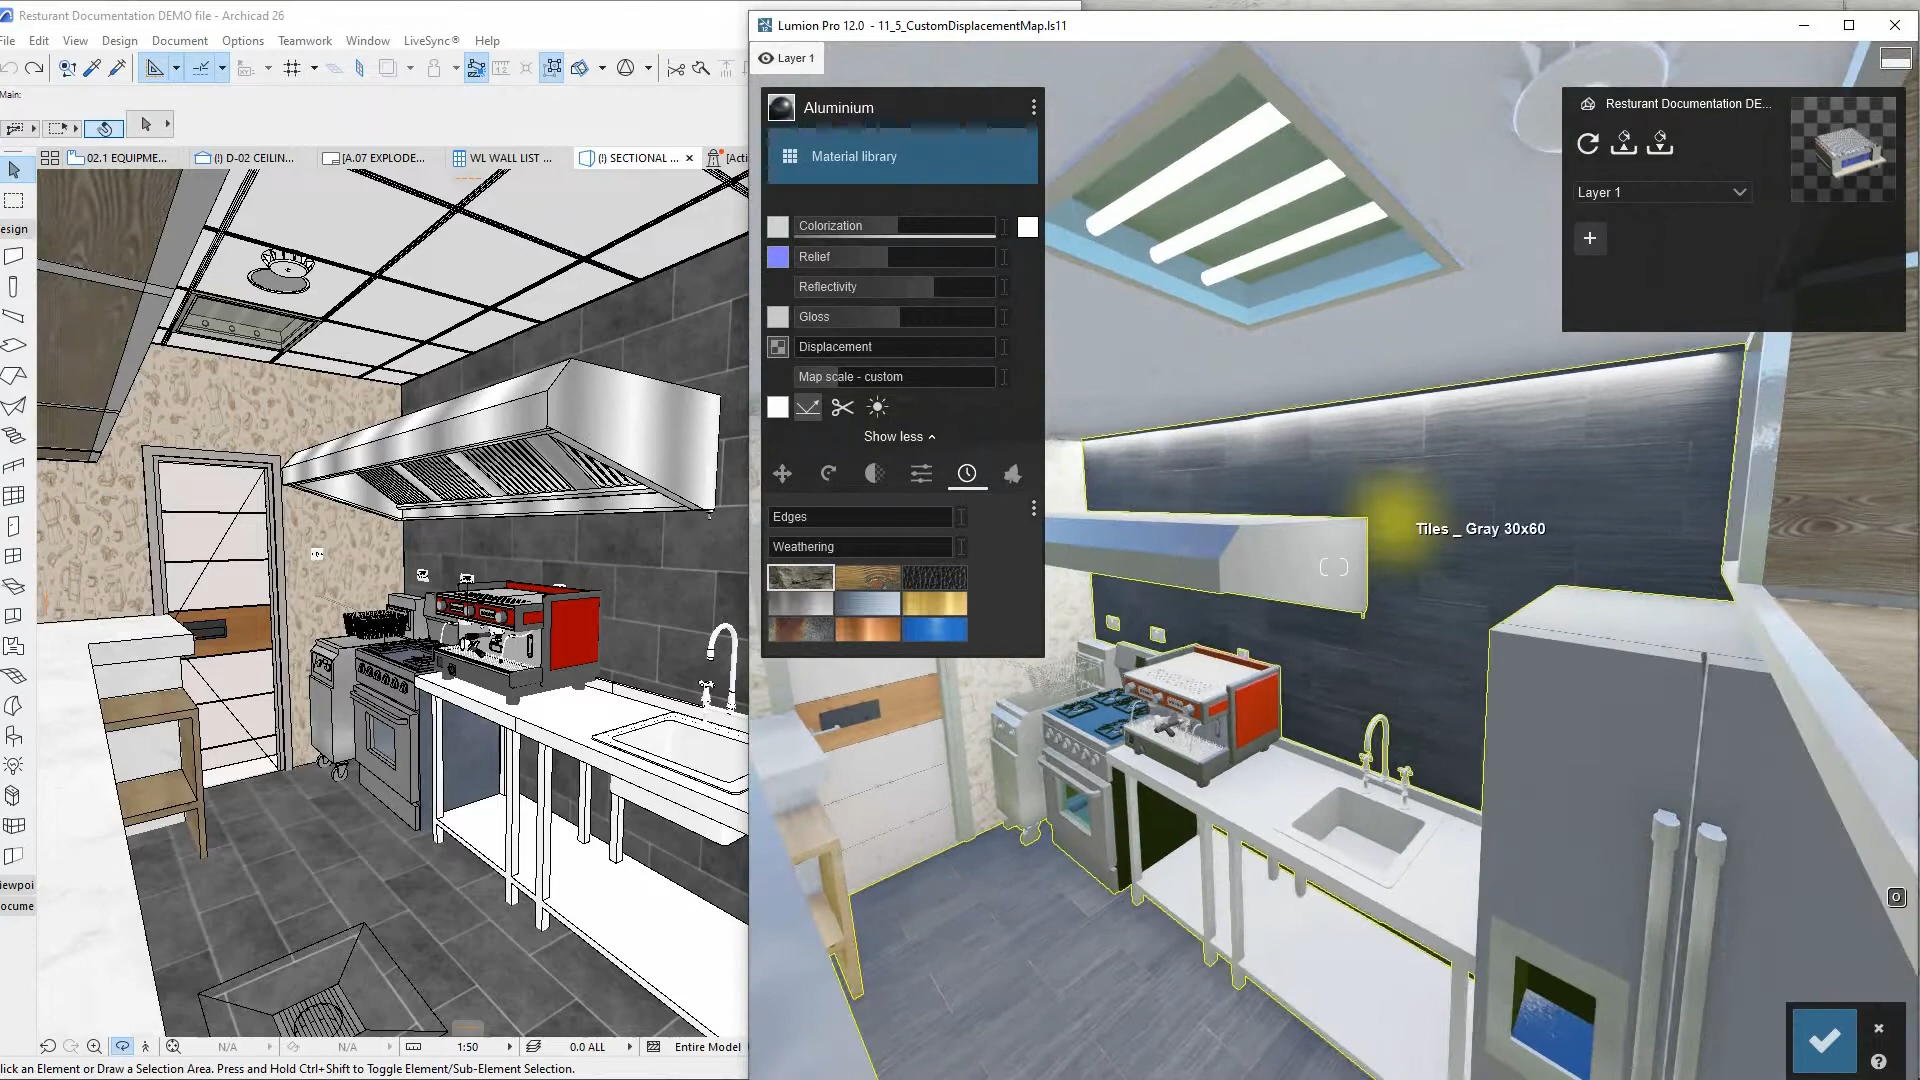 Resturant Documentation DEMO file - Archicad 26
File Edit View Design Document Options Teamwork Window LiveSync® Help
Main:
02.1 EQUIPME... (!) D-02 CEILIN... [A.07 EXPLODE... WL WALL LIST ... (!) SECTIONAL ... [Acti
esign
iewpoi
ocume
N/A N/A 1:50 0.0 ALL Entire Model
lick an Element or Draw a Selection Area. Press and Hold Ctrl+Shift to Toggle Element/Sub-Element Selection.
Lumion Pro 12.0 - 11_5_CustomDisplacementMap.ls11
Layer 1
Aluminium
Material library
Colorization
Relief
Reflectivity
Gloss
Displacement
Map scale - custom
Show less
Edges
Weathering
Tiles _ Gray 30x60
Resturant Documentation DE...
Layer 1